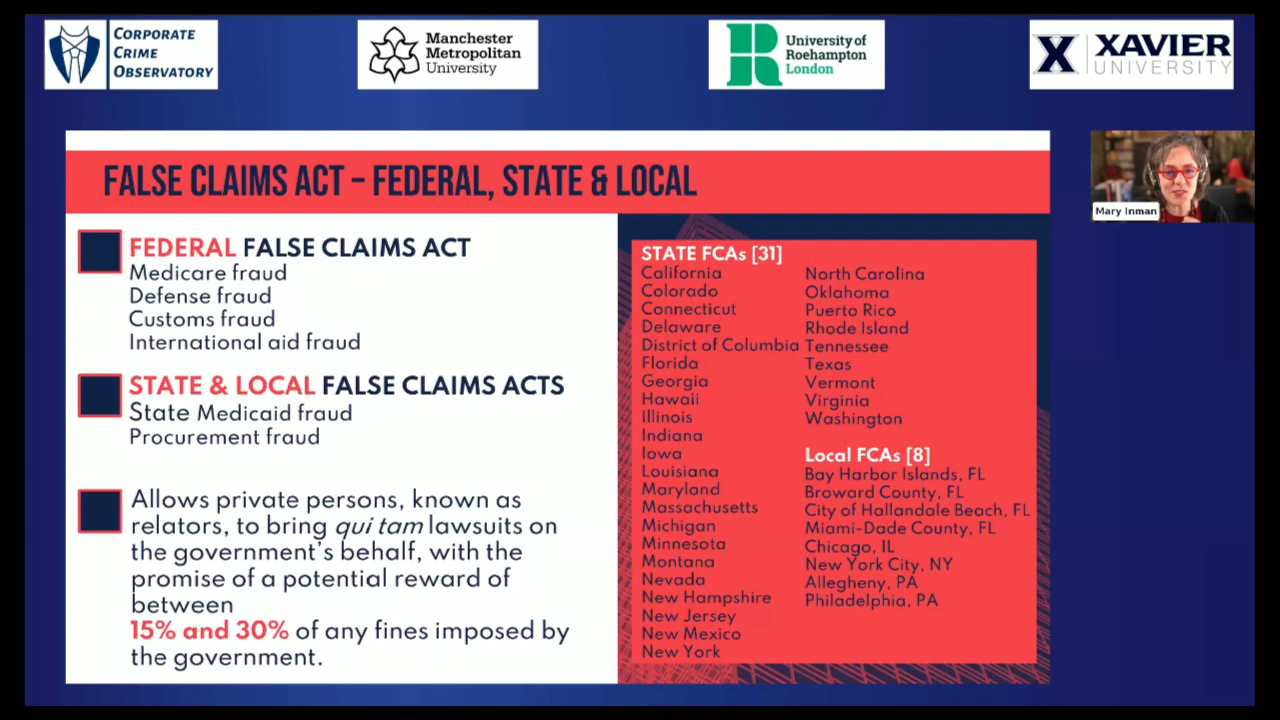 CORPORATE
CRIME
OBSERVATORY
Manchester
Metropolitan
University
University of
Roehampton
London
XAVIER
UNIVERSITY
FALSE CLAIMS ACT – FEDERAL, STATE & LOCAL
Mary Inman
FEDERAL FALSE CLAIMS ACT
Medicare fraud
Defense fraud
Customs fraud
International aid fraud
STATE & LOCAL FALSE CLAIMS ACTS
State Medicaid fraud
Procurement fraud
Allows private persons, known as
relators, to bring qui tam lawsuits on
the government's behalf, with the
promise of a potential reward of
between
15% and 30% of any fines imposed by
the government.
STATE FCAs [31]
California
Colorado
Connecticut
Delaware
District of Columbia
Florida
Georgia
Hawaii
Illinois
Indiana
Iowa
Louisiana
Maryland
Massachusetts
Michigan
Minnesota
Montana
Nevada
New Hampshire
New Jersey
New Mexico
New York
North Carolina
Oklahoma
Puerto Rico
Rhode Island
Tennessee
Texas
Vermont
Virginia
Washington
Local FCAs [8]
Bay Harbor Islands, FL
Broward County, FL
City of Hallandale Beach, FL
Miami-Dade County, FL
Chicago, IL
New York City, NY
Allegheny, PA
Philadelphia, PA